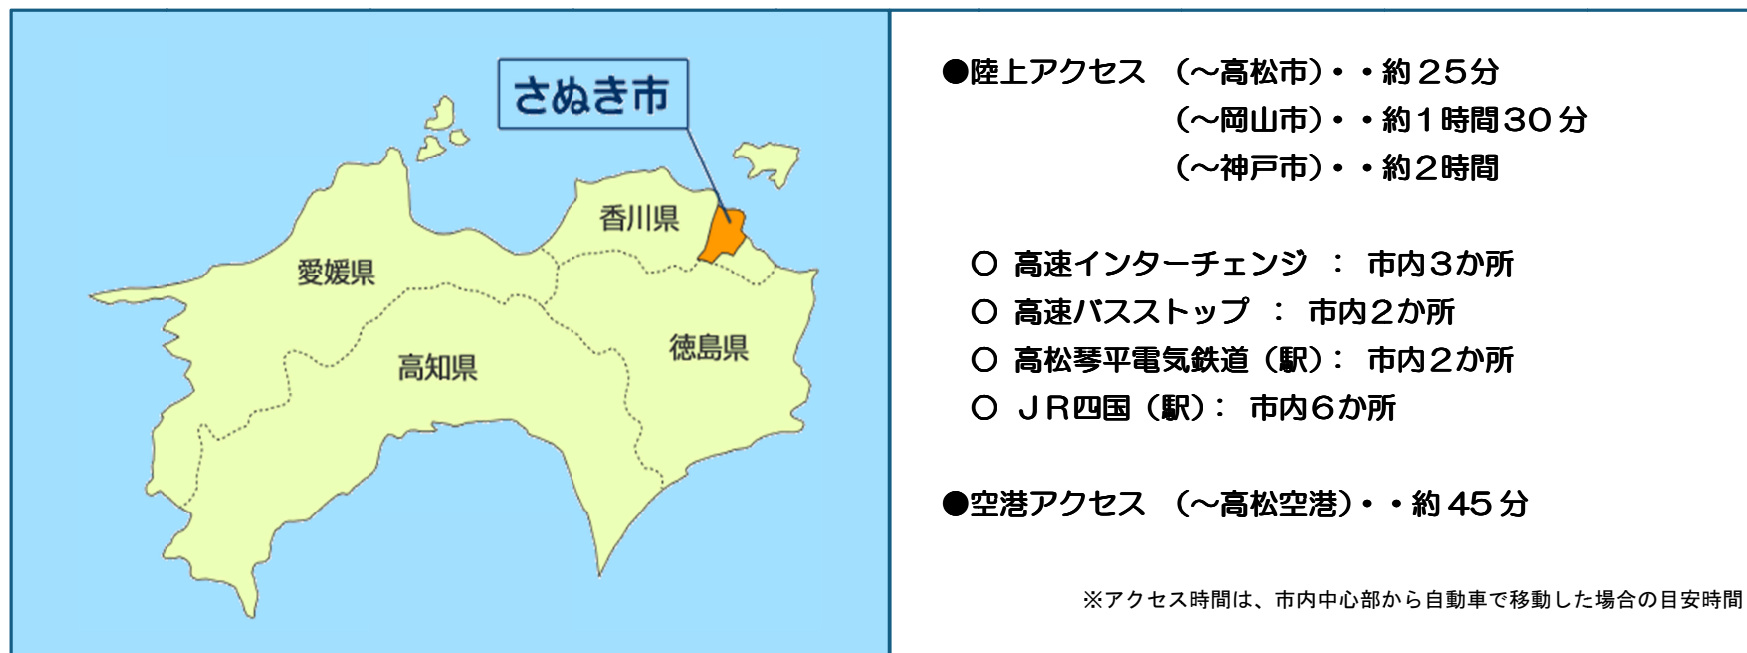 さぬき市
香川県
愛媛県
徳島県
高知県
●陸上アクセス （～高松市）・・約２５分
（～岡山市）・・約１時間３０分
（～神戸市）・・約２時間
○ 高速インターチェンジ ： 市内３か所
○ 高速バスストップ ： 市内２か所
○ 高松琴平電気鉄道（駅）： 市内２か所
○ ＪＲ四国（駅）： 市内６か所
●空港アクセス （～高松空港）・・約 45 分
※アクセス時間は、市内中心部から自動車で移動した場合の目安時間